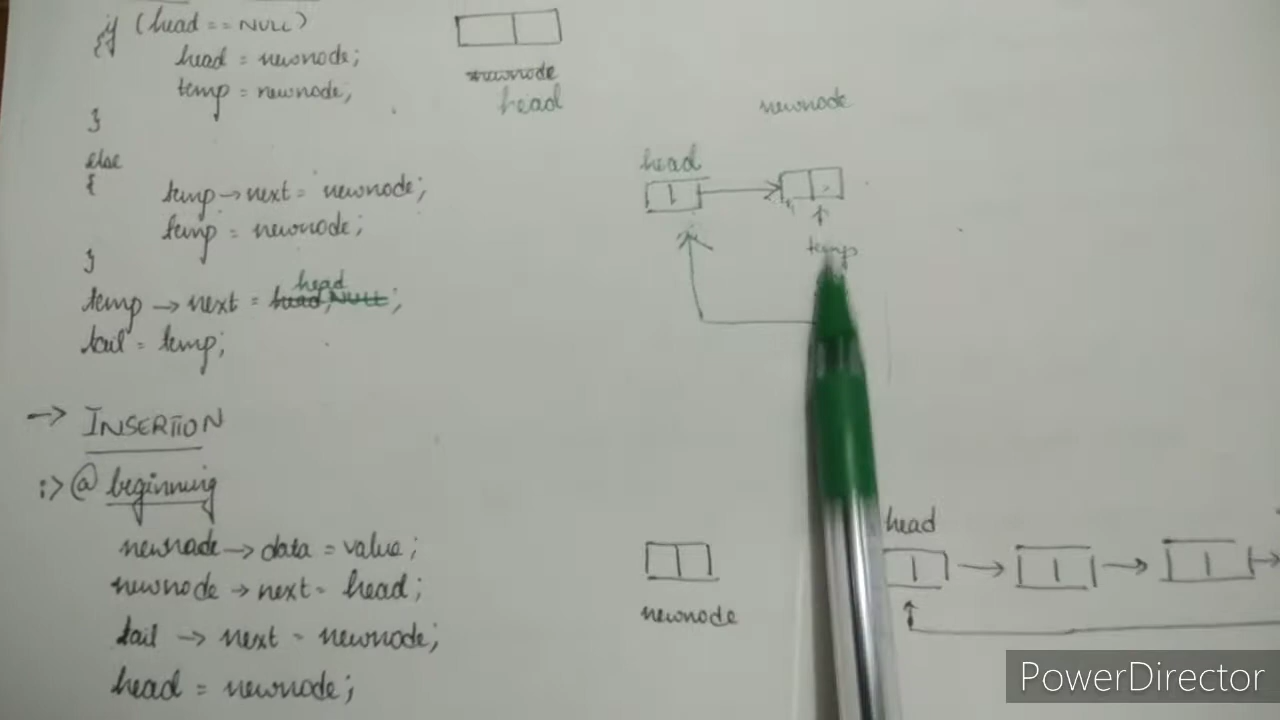 if (head == NULL)
{
head = newnode;
temp = newnode;
}
else
{
temp → next = newnode;
temp = newnode;
}
head
temp → next = head, NULL;
tail = temp;
→ INSERTION
:> @ beginning
newnode → data = value;
newnode → next = head;
tail → next = newnode;
head = newnode;
newnode
head
newnode
head
temp
newnode
head
PowerDirector